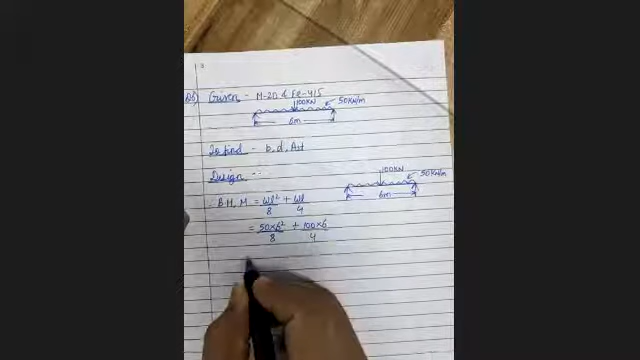 Given - M-20 & Fe-415
100KN 50KN/m
6m
To find - b, d, Ast
Design -
100KN 50KN/m
6m
B.M, M = wl²/8 + wl/4
= 50×6²/8 + 100×6/4